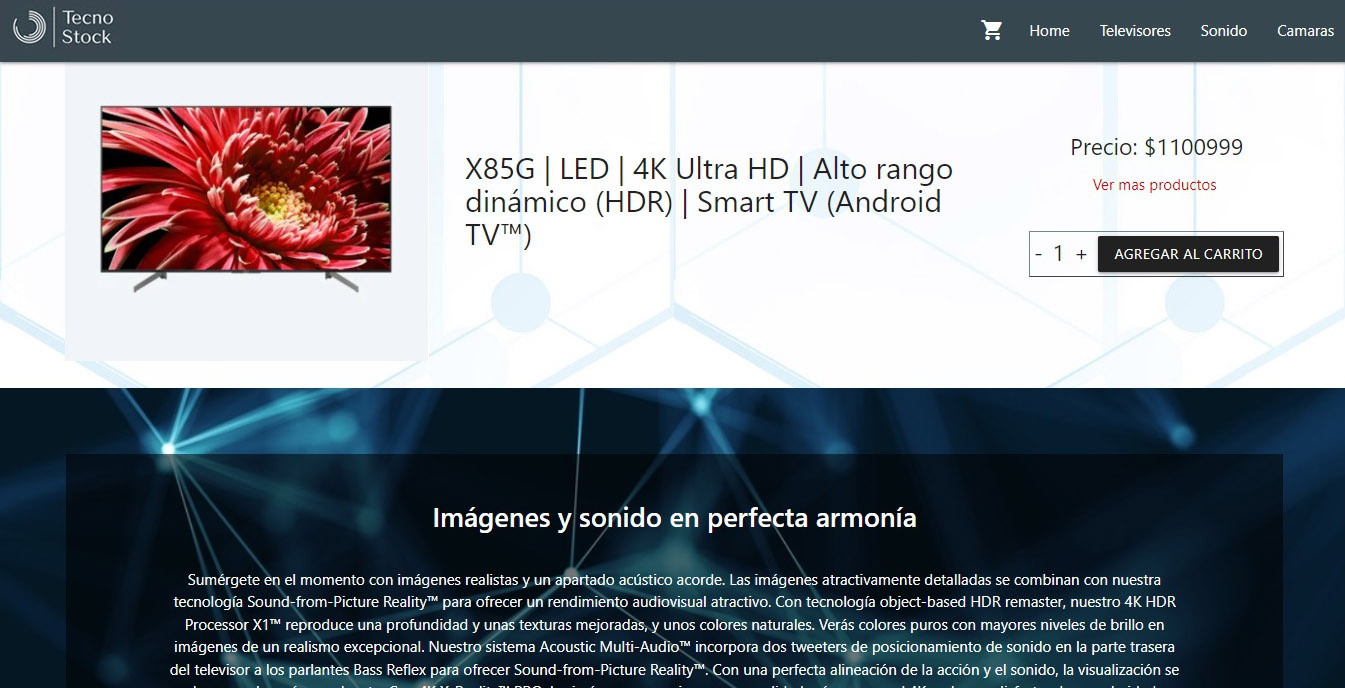 Tecno
Stock
Home
Televisores
Sonido
Camaras
X85G | LED | 4K Ultra HD | Alto rango
dinámico (HDR) | Smart TV (Android
TV™)
Precio: $1100999
Ver mas productos
- 1 +
AGREGAR AL CARRITO
Imágenes y sonido en perfecta armonía
Sumérgete en el momento con imágenes realistas y un apartado acústico acorde. Las imágenes atractivamente detalladas se combinan con nuestra
tecnología Sound-from-Picture Reality™ para ofrecer un rendimiento audiovisual atractivo. Con tecnología object-based HDR remaster, nuestro 4K HDR
Processor X1™ reproduce una profundidad y unas texturas mejoradas, y unos colores naturales. Verás colores puros con mayores niveles de brillo en
imágenes de un realismo excepcional. Nuestro sistema Acoustic Multi-Audio™ incorpora dos tweeters de posicionamiento de sonido en la parte trasera
del televisor a los parlantes Bass Reflex para ofrecer Sound-from-Picture Reality™. Con una perfecta alineación de la acción y el sonido, la visualización se